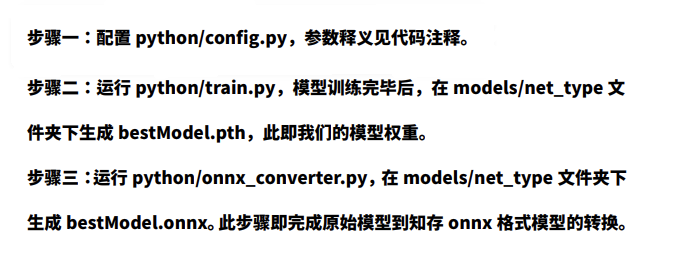 步骤一：配置 python/config.py，参数释义见代码注释。
步骤二：运行 python/train.py，模型训练完毕后，在 models/net_type 文
件夹下生成 bestModel.pth，此即我们的模型权重。
步骤三：运行 python/onnx_converter.py，在 models/net_type 文件夹下
生成 bestModel.onnx。此步骤即完成原始模型到知存 onnx 格式模型的转换。